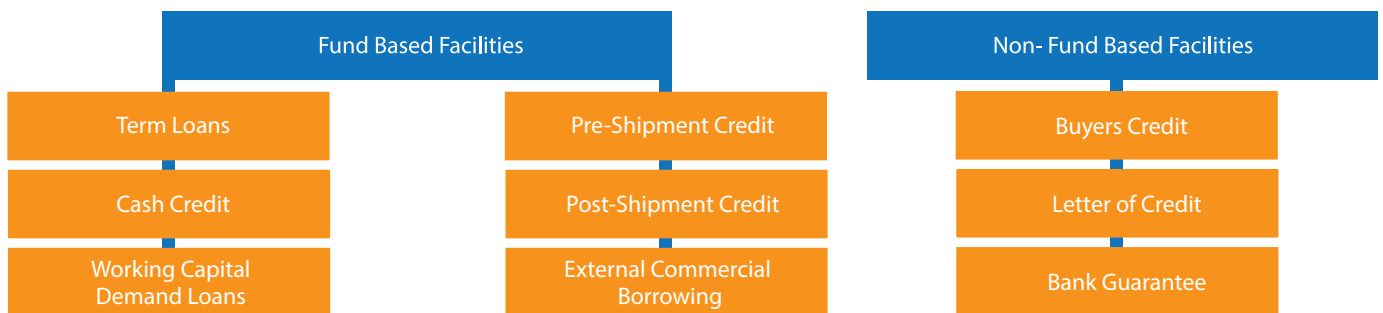 Fund Based Facilities
Non- Fund Based Facilities
Term Loans
Pre-Shipment Credit
Buyers Credit
Cash Credit
Post-Shipment Credit
Letter of Credit
Working Capital
Demand Loans
External Commercial
Borrowing
Bank Guarantee